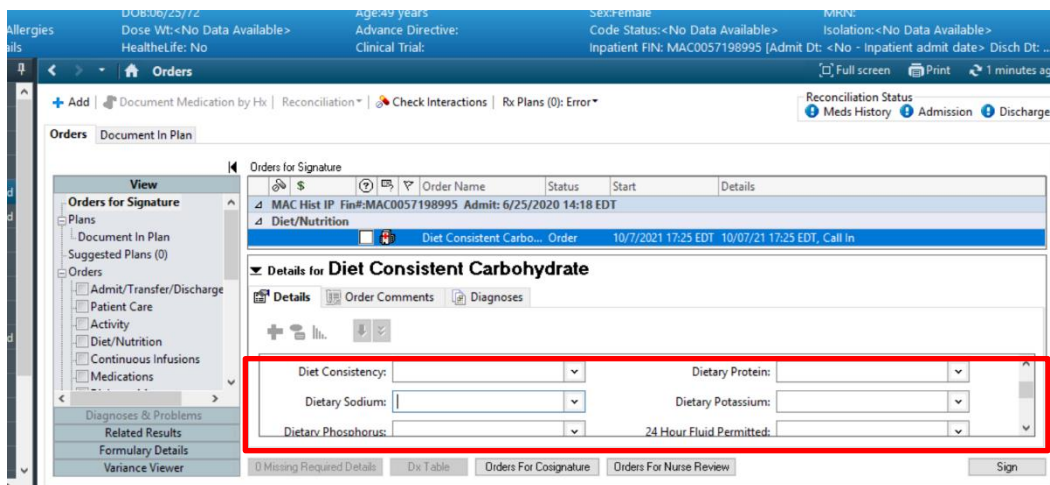 DOB:06/25/72 Age:49 years Sex:Female MRN:
Allergies Dose Wt:<No Data Available> Advance Directive: Code Status:<No Data Available> Isolation:<No Data Available>
ails HealtheLife: No Clinical Trial: Inpatient FIN: MAC0057198995 [Admit Dt: <No - Inpatient admit date> Disch Dt: ...
< > Orders Full screen Print 1 minutes ag
+ Add | Document Medication by Hx | Reconciliation | Check Interactions | Rx Plans (0): Error
Reconciliation Status
Meds History Admission Discharge
Orders Document In Plan
Orders for Signature
View
$ Order Name Status Start Details
Orders for Signature
MAC Hist IP Fin#:MAC0057198995 Admit: 6/25/2020 14:18 EDT
Plans
Diet/Nutrition
Document In Plan
Diet Consistent Carbo... Order 10/7/2021 17:25 EDT 10/07/21 17:25 EDT, Call In
Suggested Plans (0)
Orders
Details for Diet Consistent Carbohydrate
Admit/Transfer/Discharge
Patient Care
Details Order Comments Diagnoses
Activity
Diet/Nutrition
Continuous Infusions
Medications
Diet Consistency: Dietary Protein:
Dietary Sodium: Dietary Potassium:
Dietary Phosphorus: 24 Hour Fluid Permitted:
Diagnoses & Problems
Related Results
Formulary Details
Variance Viewer
0 Missing Required Details Dx Table Orders For Cosignature Orders For Nurse Review Sign